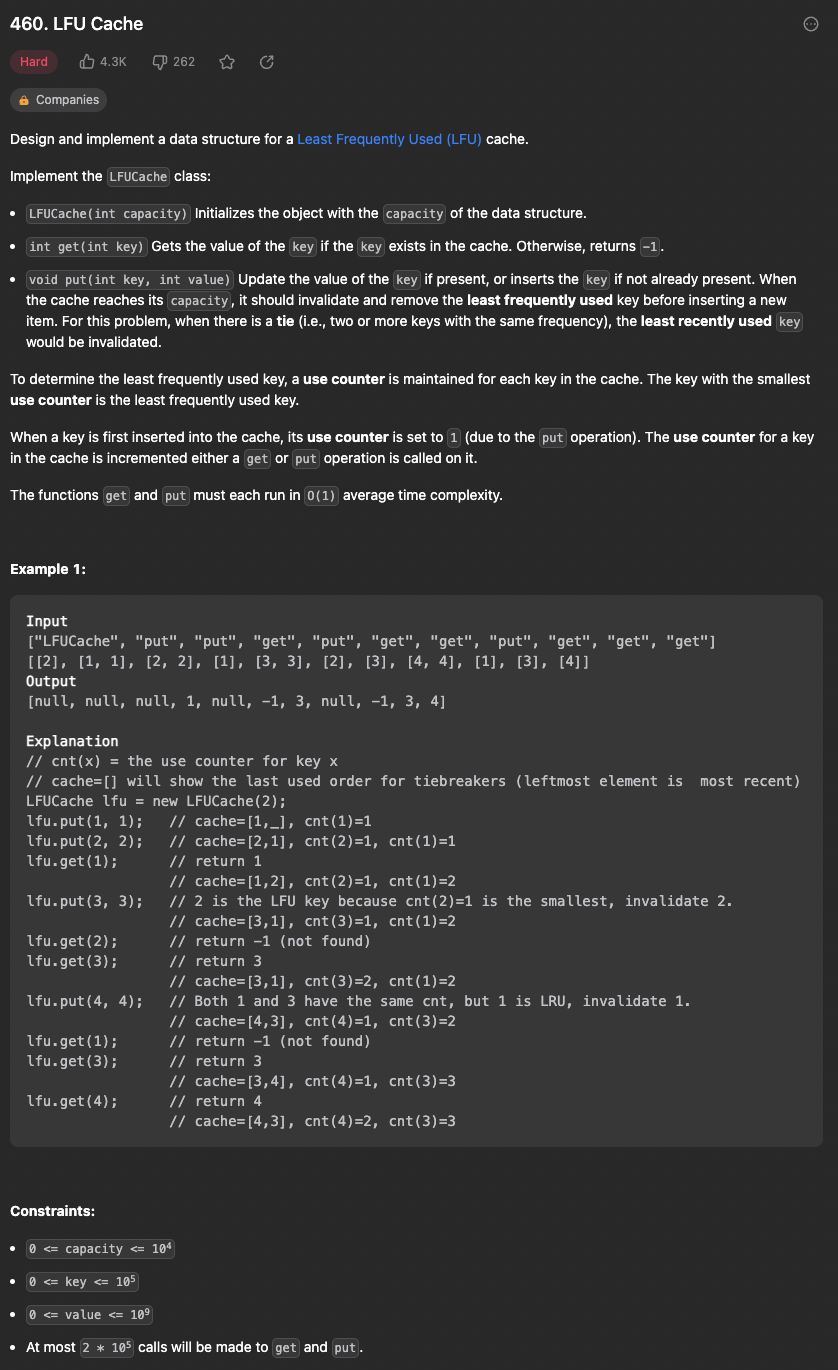 460. LFU Cache
Hard 4.3K 262
Companies
Design and implement a data structure for a Least Frequently Used (LFU) cache.
Implement the LFUCache class:
• LFUCache(int capacity) Initializes the object with the capacity of the data structure.
• int get(int key) Gets the value of the key if the key exists in the cache. Otherwise, returns -1.
• void put(int key, int value) Update the value of the key if present, or inserts the key if not already present. When
the cache reaches its capacity, it should invalidate and remove the least frequently used key before inserting a new
item. For this problem, when there is a tie (i.e., two or more keys with the same frequency), the least recently used key
would be invalidated.
To determine the least frequently used key, a use counter is maintained for each key in the cache. The key with the smallest
use counter is the least frequently used key.
When a key is first inserted into the cache, its use counter is set to 1 (due to the put operation). The use counter for a key
in the cache is incremented either a get or put operation is called on it.
The functions get and put must each run in O(1) average time complexity.
Example 1:
Input
["LFUCache", "put", "put", "get", "put", "get", "get", "put", "get", "get", "get"]
[[2], [1, 1], [2, 2], [1], [3, 3], [2], [3], [4, 4], [1], [3], [4]]
Output
[null, null, null, 1, null, -1, 3, null, -1, 3, 4]
Explanation
// cnt(x) = the use counter for key x
// cache=[] will show the last used order for tiebreakers (leftmost element is  most recent)
LFUCache lfu = new LFUCache(2);
lfu.put(1, 1);   // cache=[1,_], cnt(1)=1
lfu.put(2, 2);   // cache=[2,1], cnt(2)=1, cnt(1)=1
lfu.get(1);      // return 1
                 // cache=[1,2], cnt(2)=1, cnt(1)=2
lfu.put(3, 3);   // 2 is the LFU key because cnt(2)=1 is the smallest, invalidate 2.
                 // cache=[3,1], cnt(3)=1, cnt(1)=2
lfu.get(2);      // return -1 (not found)
lfu.get(3);      // return 3
                 // cache=[3,1], cnt(3)=2, cnt(1)=2
lfu.put(4, 4);   // Both 1 and 3 have the same cnt, but 1 is LRU, invalidate 1.
                 // cache=[4,3], cnt(4)=1, cnt(3)=2
lfu.get(1);      // return -1 (not found)
lfu.get(3);      // return 3
                 // cache=[3,4], cnt(4)=1, cnt(3)=3
lfu.get(4);      // return 4
                 // cache=[4,3], cnt(4)=2, cnt(3)=3
Constraints:
• 0 <= capacity <= 10⁴
• 0 <= key <= 10⁵
• 0 <= value <= 10⁹
• At most 2 * 10⁵ calls will be made to get and put.